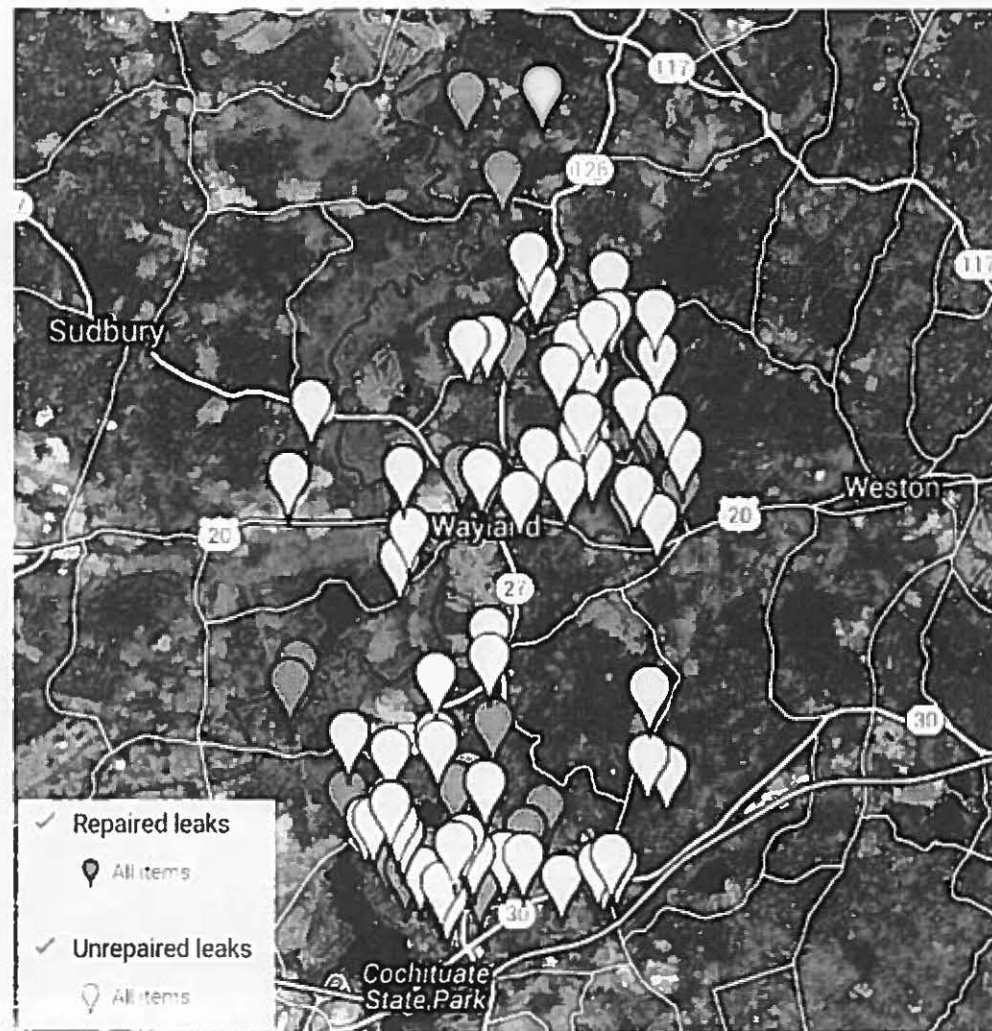 117
126
117
Sudbury
Weston
20
Wayland
20
27
30
✓ Repaired leaks
All items
✓ Unrepaired leaks
All items
30
Cochituate
State Park